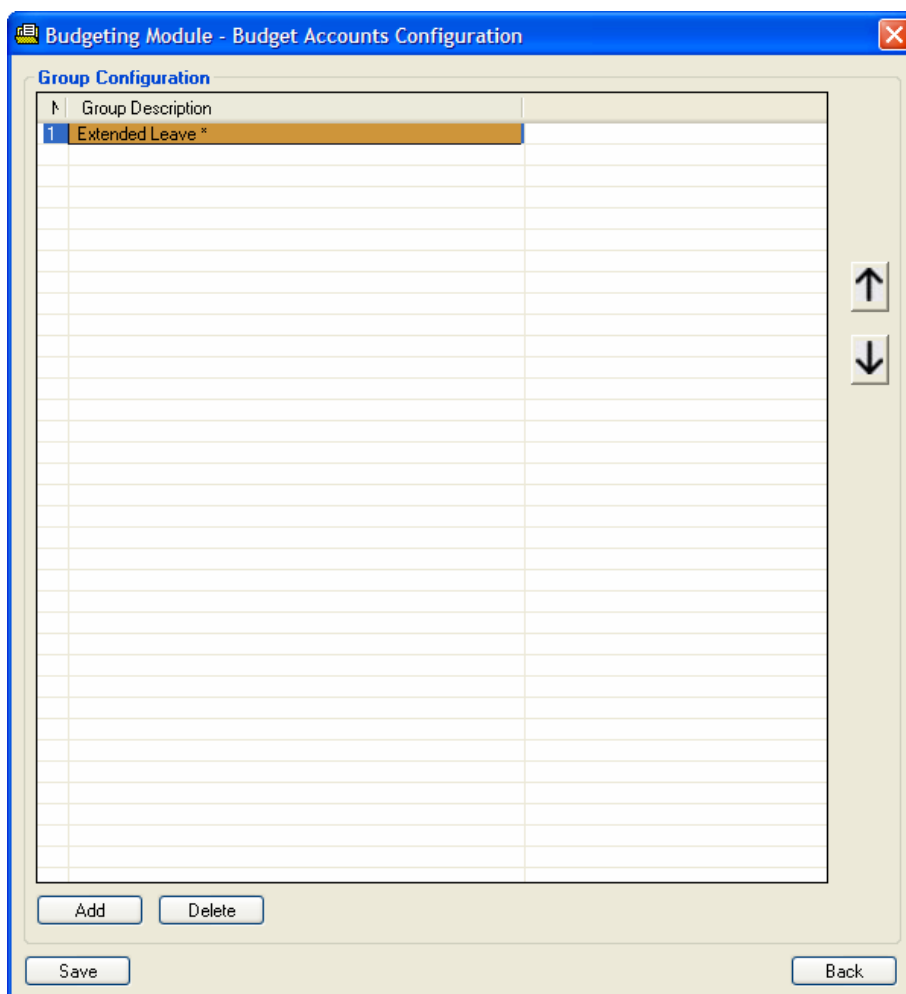 Budgeting Module - Budget Accounts Configuration
Group Configuration
Group Description
1 Extended Leave *
Add Delete
Save Back